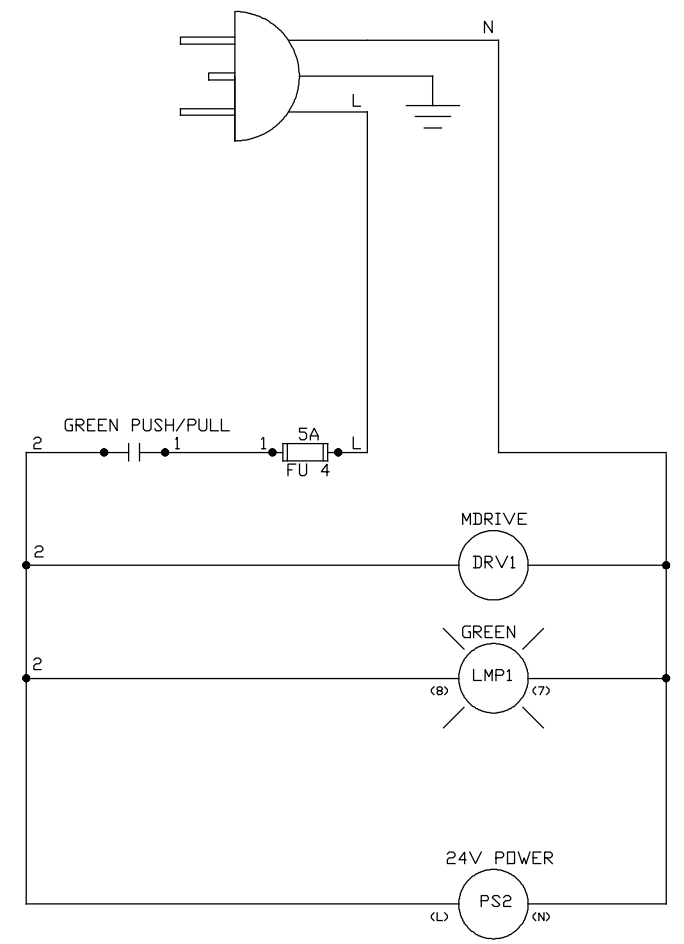 N
L
GREEN PUSH/PULL
2 1 1 5A L
FU 4
MDRIVE
2 DRV1
GREEN
2 LMP1
(8) (7)
24V POWER
PS2
(L) (N)